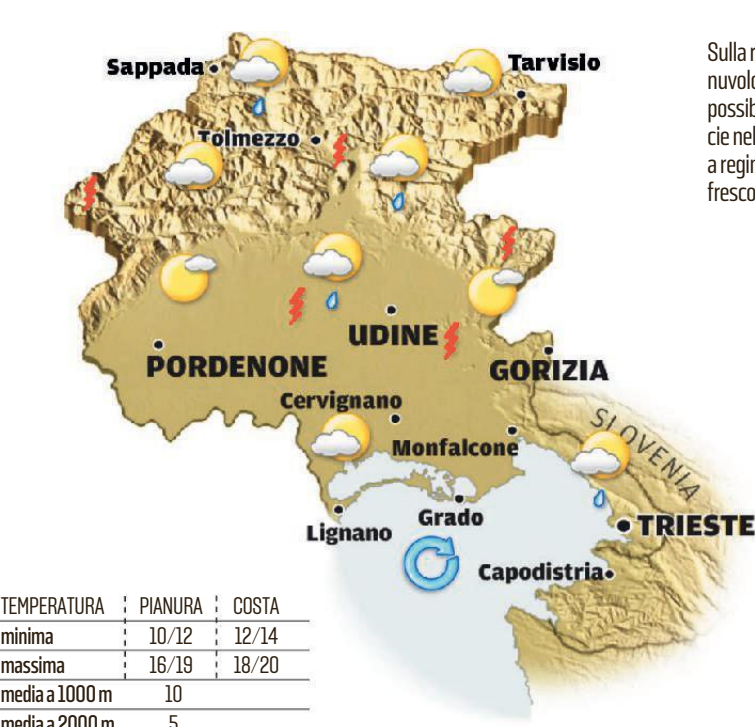 Sappada
Tarvisio
Tolmezzo
UDINE
PORDENONE
GORIZIA
Cervignano
SLOVENIA
Monfalcone
Grado
Lignano
TRIESTE
Capodistria
Sulla
nuvolo
possib
cie nel
a regin
fresco
TEMPERATURA PIANURA COSTA
minima 10/12 12/14
massima 16/19 18/20
media a 1000 m 10
media a 2000 m 5